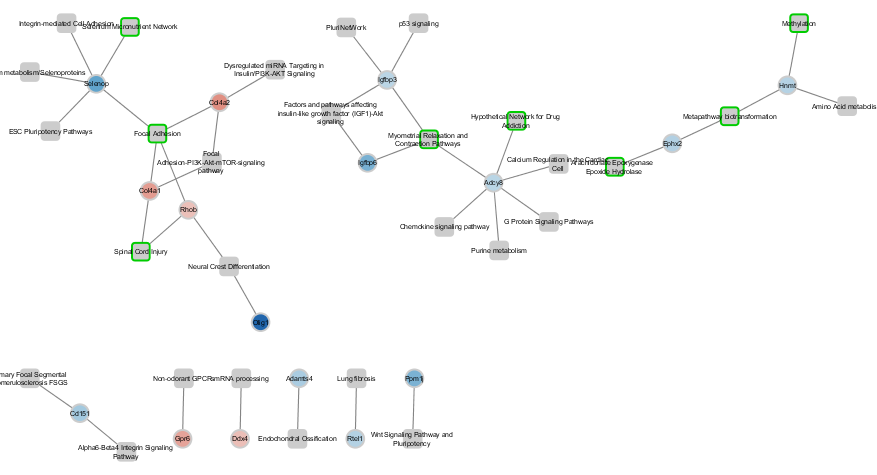 Integrin-mediated Cell Adhesion
Selenium Micronutrient Network
PluriNetWork
p53 signaling
Methylation
m metabolism/Selenoproteins
Selenop
Dysregulated miRNA Targeting in
Insulin/PI3K-AKT Signaling
Igfbp3
Hnmt
Amino Acid metabolis
Col4a2
Factors and pathways affecting
insulin-like growth factor (IGF1)-Akt
signaling
Hypothetical Network for Drug
Addiction
Metapathway biotransformation
ESC Pluripotency Pathways
Focal Adhesion
Myometrial Relaxation and
Contraction Pathways
Ephx2
Focal
Adhesion-PI3K-Akt-mTOR-signaling
pathway
Igfbp6
Calcium Regulation in the Cardiac
Cell
Arachidonate Epoxygenase
Epoxide Hydrolase
Col4a1
Adcy8
Rhob
Chemokine signaling pathway
G Protein Signaling Pathways
Spinal Cord Injury
Purine metabolism
Neural Crest Differentiation
Olig1
mary Focal Segmental
omerulosclerosis FSGS
Non-odorant GPCRs
mRNA processing
Adamts4
Lung fibrosis
Ppm1j
Cd151
Alpha6-Beta4 Integrin Signaling
Pathway
Gpr6
Ddx4
Endochondral Ossification
Rtel1
Wnt Signaling Pathway and
Pluripotency